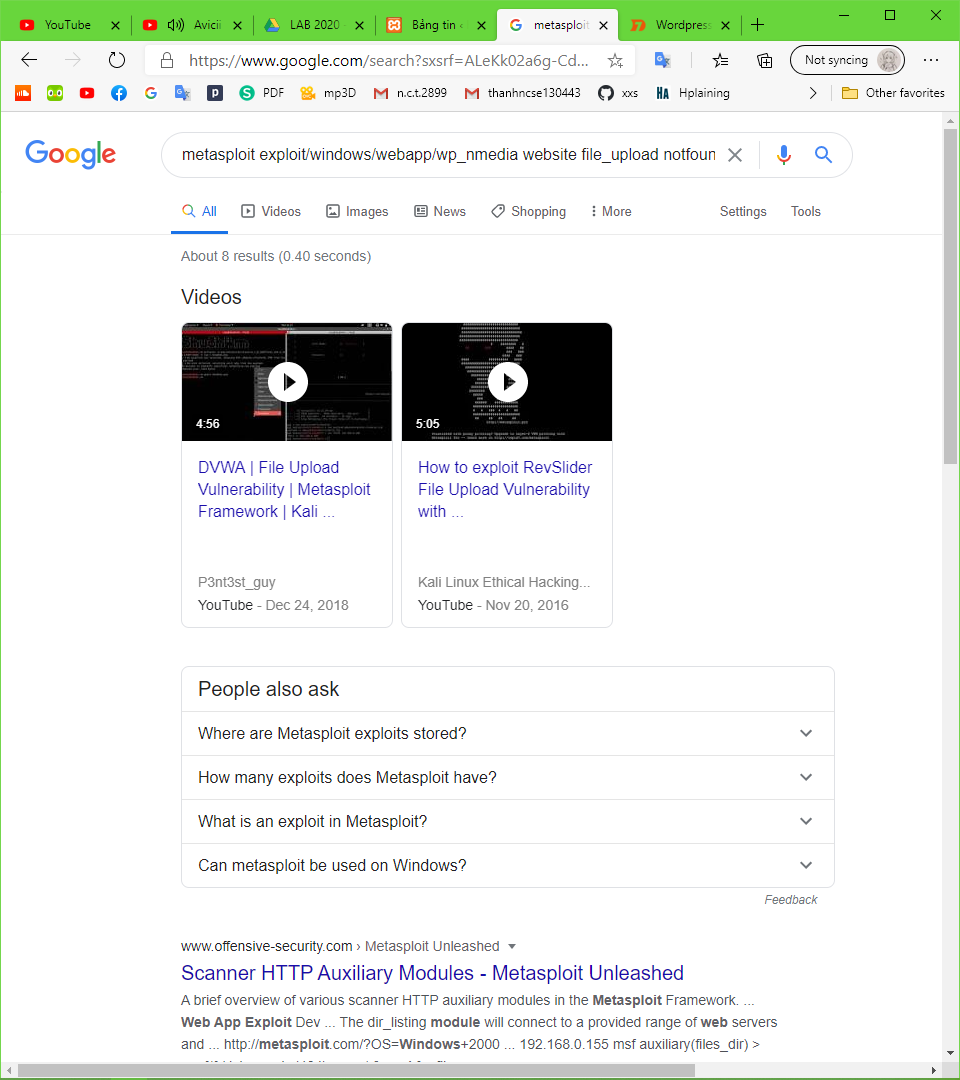 YouTube
Avicii
LAB 2020
Bảng tin
metasploit
Wordpress
https://www.google.com/search?sxsrf=ALeKk02a6g-Cd...
Not syncing
PDF
mp3D
n.c.t.2899
thanhncse130443
xxs
HA
Hplaining
Other favorites
Google
metasploit exploit/windows/webapp/wp_nmedia website file_upload notfoun
All
Videos
Images
News
Shopping
More
Settings
Tools
About 8 results (0.40 seconds)
Videos
4:56
5:05
DVWA | File Upload
Vulnerability | Metasploit
Framework | Kali ...
P3nt3st_guy
YouTube - Dec 24, 2018
How to exploit RevSlider
File Upload Vulnerability
with ...
Kali Linux Ethical Hacking...
YouTube - Nov 20, 2016
People also ask
Where are Metasploit exploits stored?
How many exploits does Metasploit have?
What is an exploit in Metasploit?
Can metasploit be used on Windows?
Feedback
www.offensive-security.com › Metasploit Unleashed
Scanner HTTP Auxiliary Modules - Metasploit Unleashed
A brief overview of various scanner HTTP auxiliary modules in the Metasploit Framework. ...
Web App Exploit Dev ... The dir_listing module will connect to a provided range of web servers
and ... http://metasploit.com/?OS=Windows+2000 ... 192.168.0.155 msf auxiliary(files_dir) >